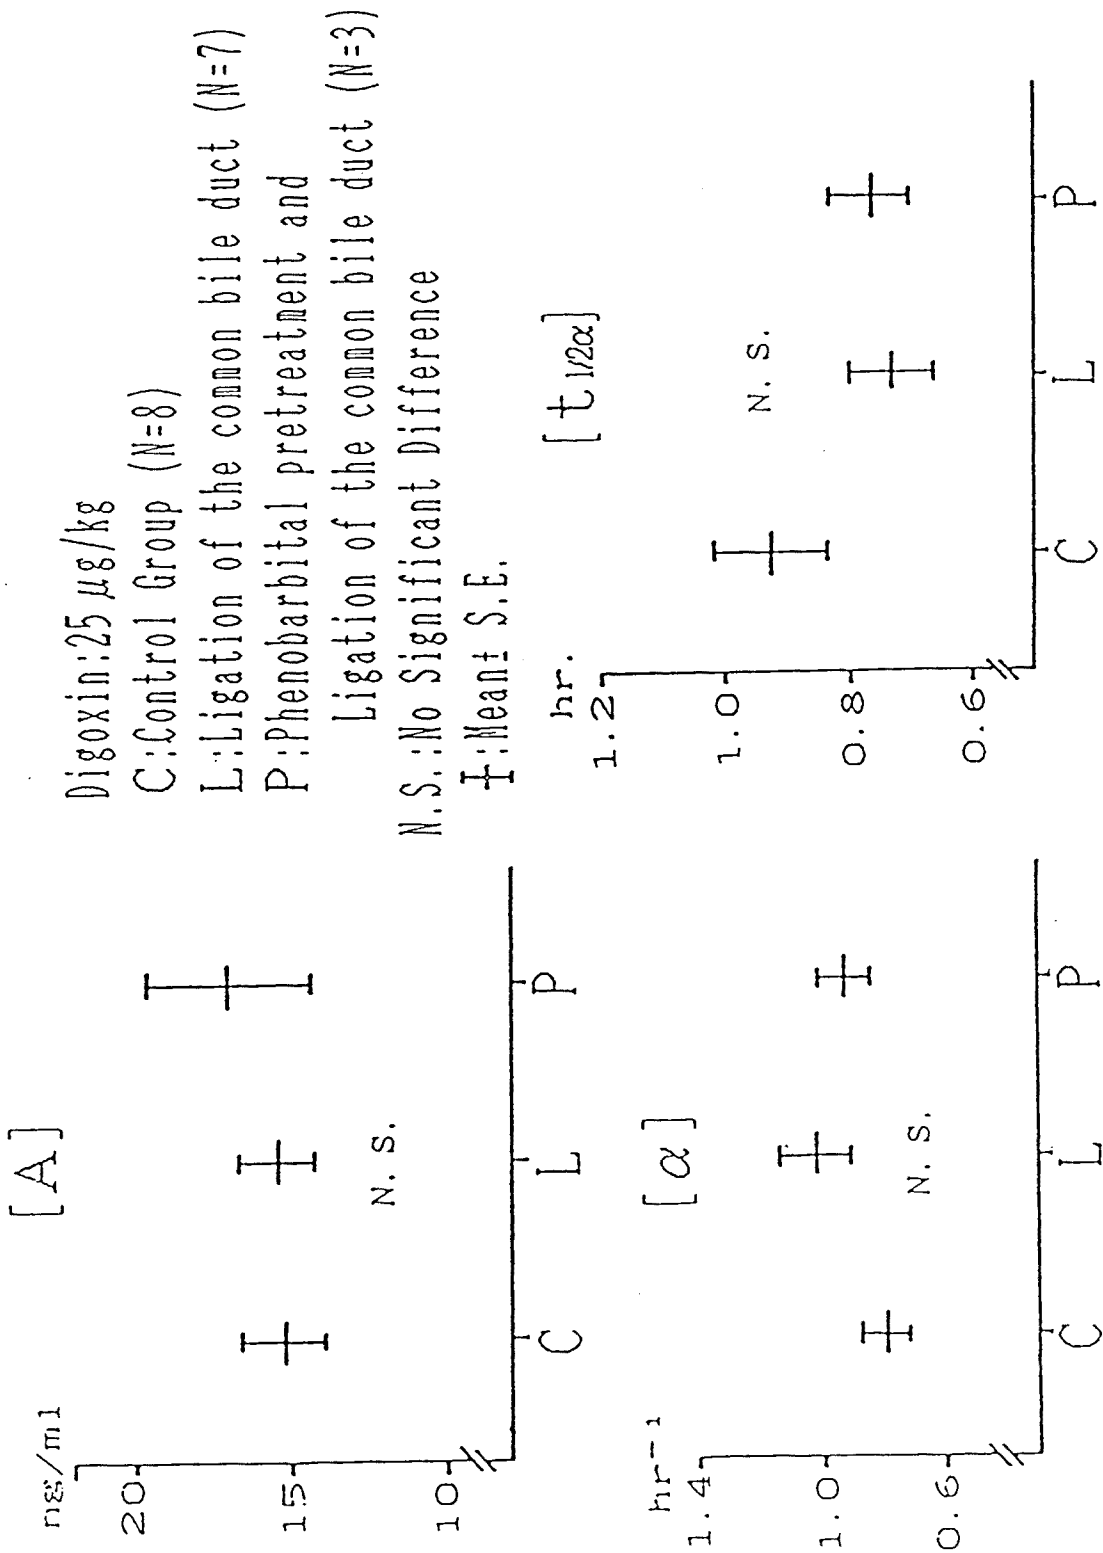 [A]
ng/ml
20
15
10
N.S.
C L P
Digoxin:25 μg/kg
C:Control Group (N=8)
L:Ligation of the common bile duct (N=7)
P:Phenobarbital pretreatment and
Ligation of the common bile duct (N=3)
N.S.:No Significant Difference
:Mean± S.E.
[α]
hr⁻¹
1.4
1.0
0.6
N.S.
C L P
[t1/2α]
hr.
1.2
1.0
0.8
0.6
N.S.
C L P